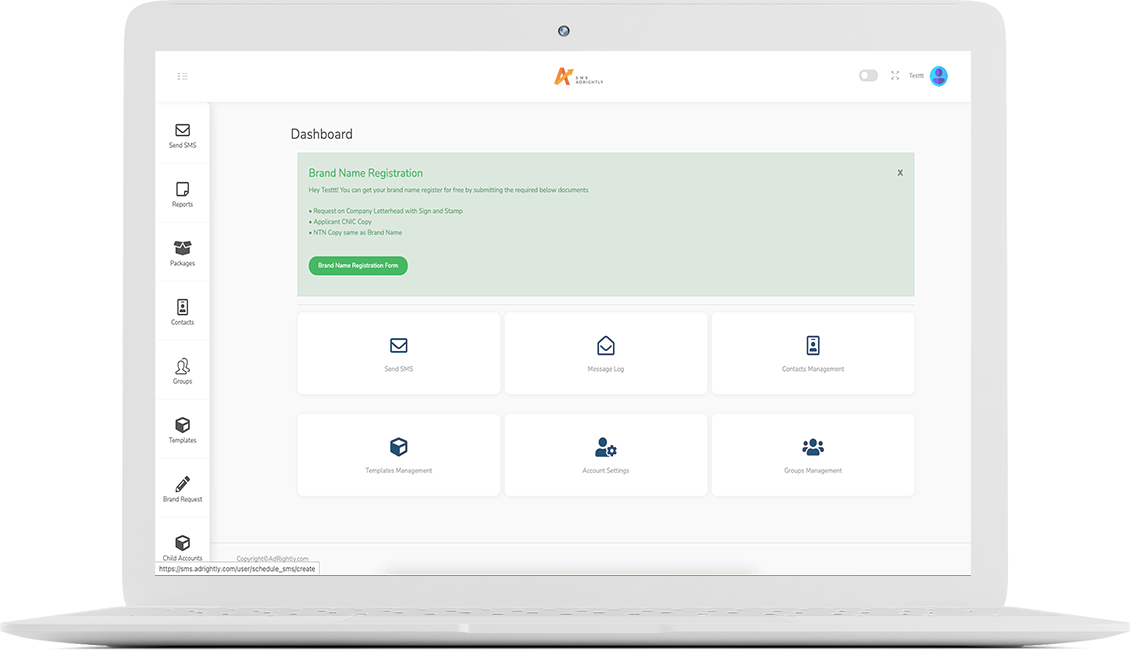 SMS
ADRIGHTLY
Testtt
Send SMS
Reports
Packages
Contacts
Groups
Templates
Brand Request
Child Accounts
Dashboard
Brand Name Registration
X
Hey Testtt! You can get your brand name register for free by submitting the required below documents
• Request on Company Letterhead with Sign and Stamp
• Applicant CNIC Copy
• NTN Copy same as Brand Name
Brand Name Registration Form
Send SMS
Message Log
Contacts Management
Templates Management
Account Settings
Groups Management
Copyright©AdRightly.com
https://sms.adrightly.com/user/schedule_sms/create